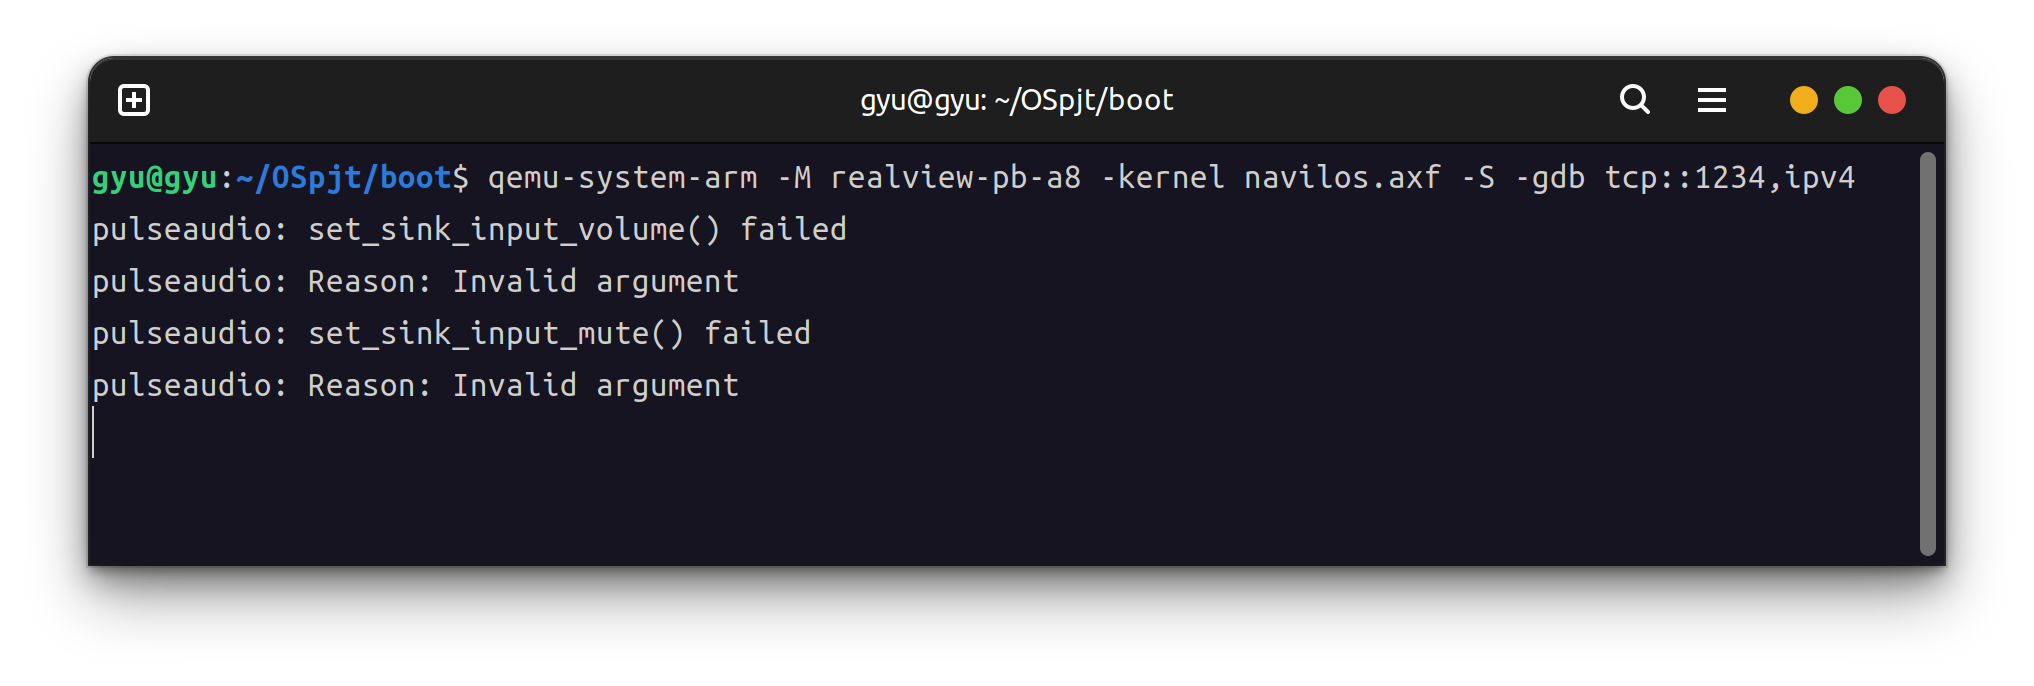 gyu@gyu: ~/OSpjt/boot
gyu@gyu:~/OSpjt/boot$ qemu-system-arm -M realview-pb-a8 -kernel navilos.axf -S -gdb tcp::1234,ipv4
pulseaudio: set_sink_input_volume() failed
pulseaudio: Reason: Invalid argument
pulseaudio: set_sink_input_mute() failed
pulseaudio: Reason: Invalid argument